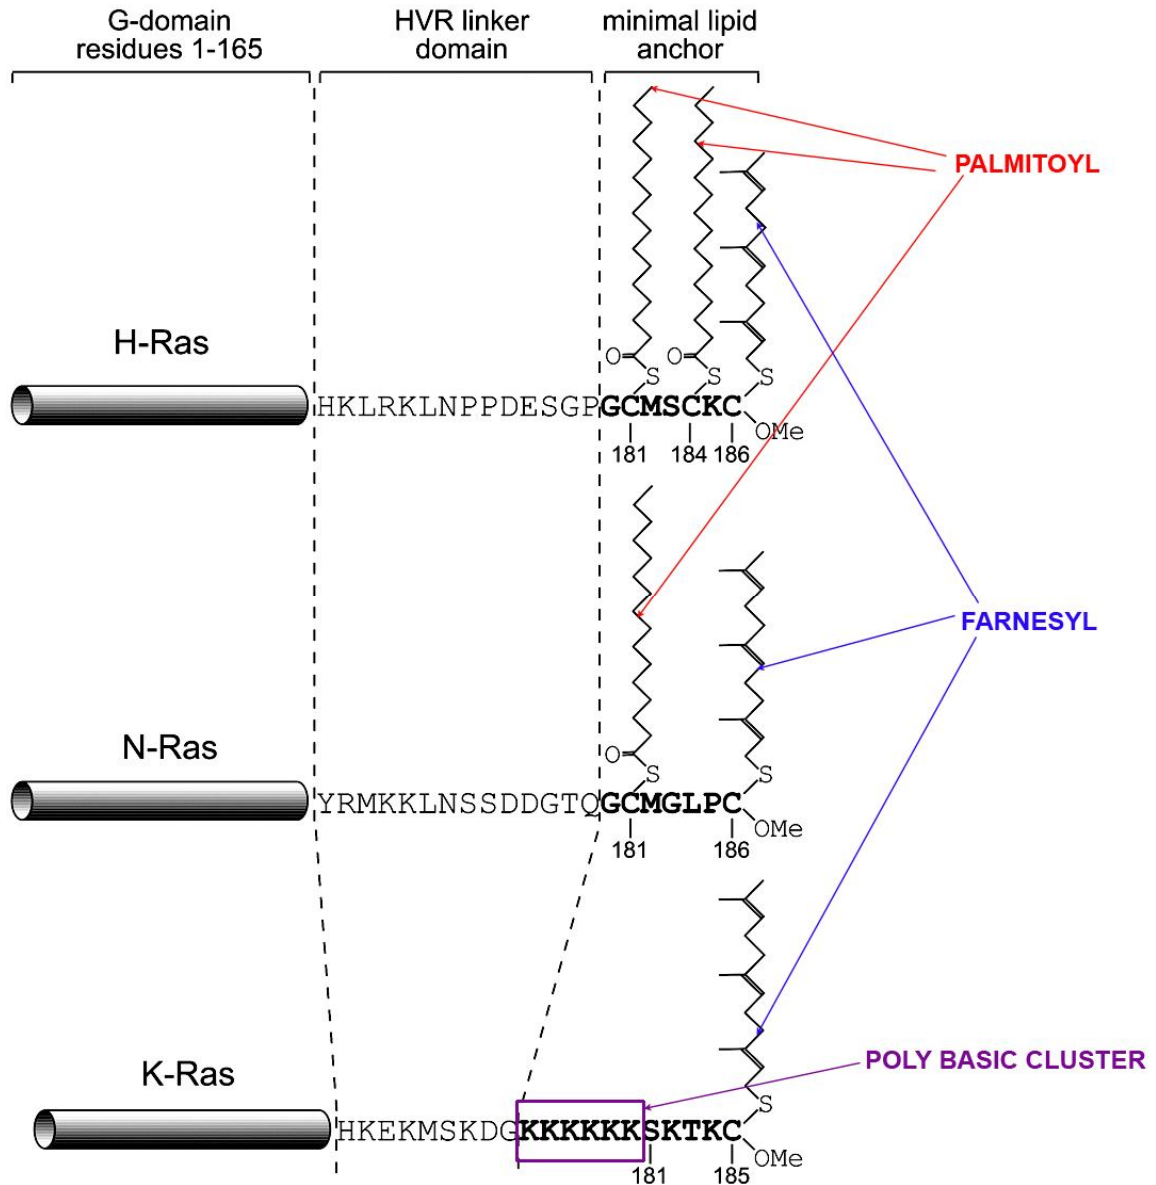 G-domain
residues 1-165
HVR linker
domain
minimal lipid
anchor
PALMITOYL
H-Ras
O
S
O
S
S
HKLRKLNPPDESGPGCMSCKC
OMe
181
184
186
FARNESYL
N-Ras
O
S
S
YRMKKLNSSDDGTQGCMGLPC
OMe
181
186
K-Ras
POLY BASIC CLUSTER
S
HKEKMSKDGKKKKKKSKTKC
OMe
181
185